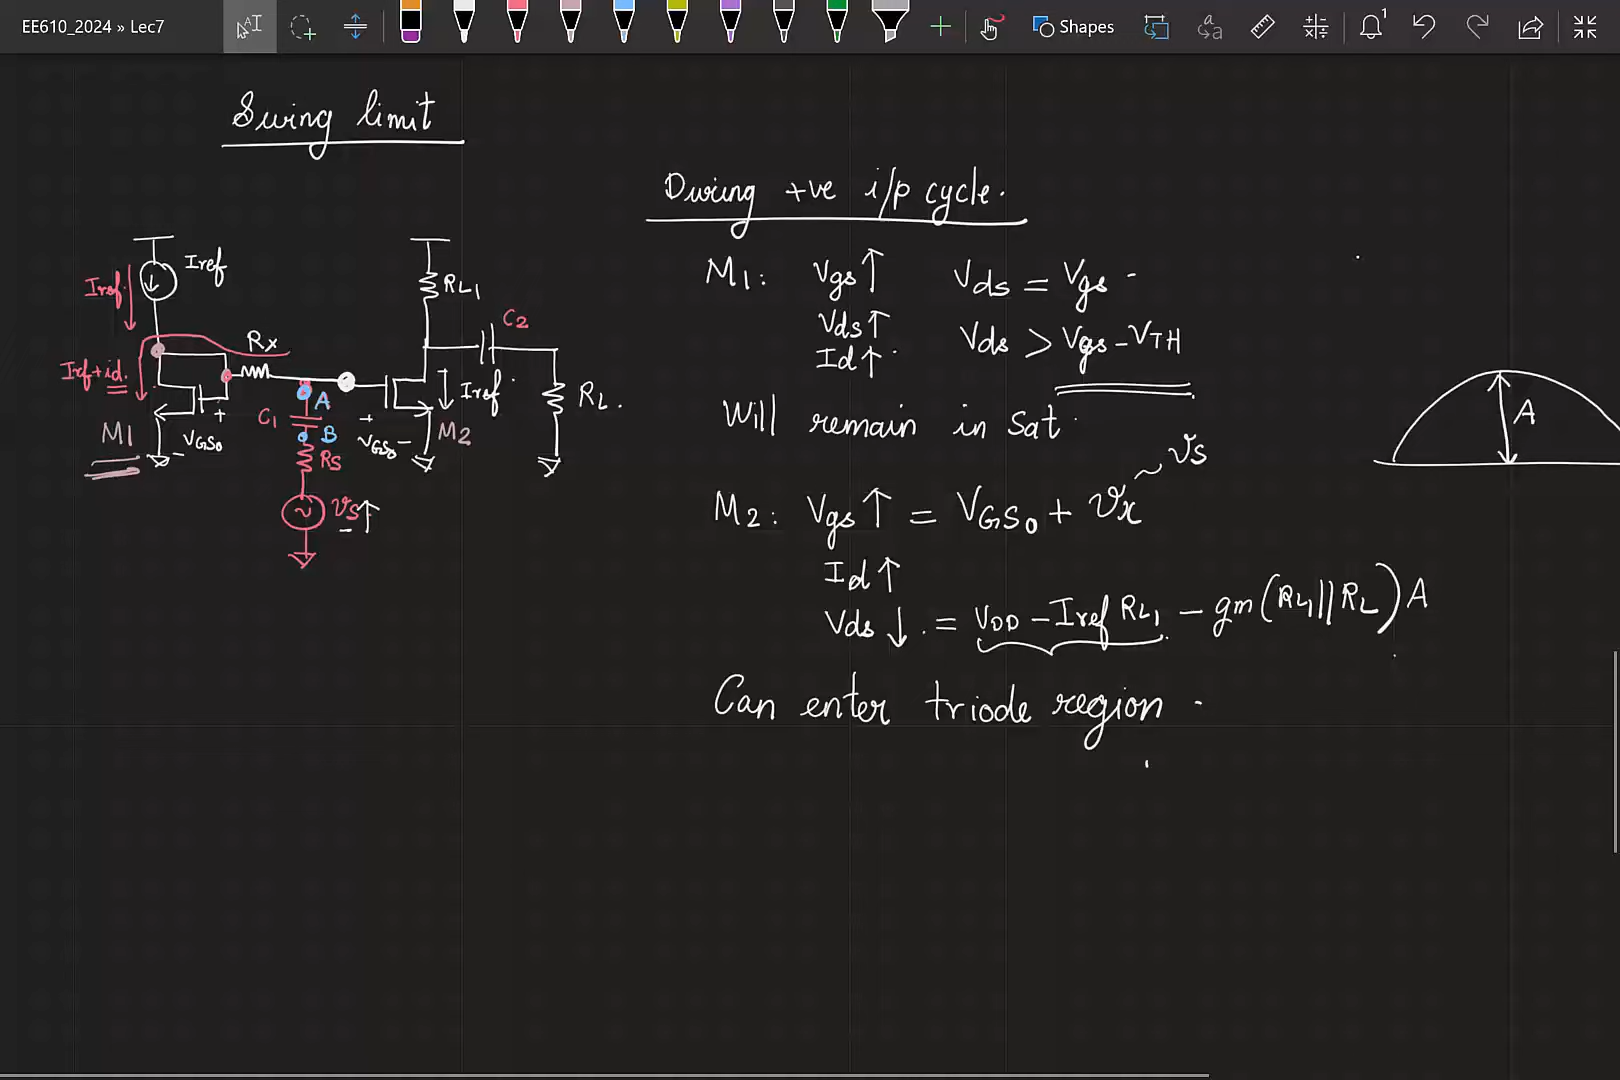 EE610_2024 » Lec7
Shapes
1
Swing limit
During +ve i/p cycle.
Iref
Iref
Iref+id.
Rx
M1
+
VGS0
-
C1
A
B
Rs
vs↑
-
+
VGS0 -
RL1
C2
Iref
M2
RL.
M1: Vgs↑ Vds = Vgs
Vds↑ Vds > Vgs - VTH
Id↑
Will remain in Sat
A
M2: Vgs↑ = VGS0 + vx ~ vs
Id↑
Vds↓ = VDD - Iref RL1 - gm(RL1||RL)A
Can enter triode region.